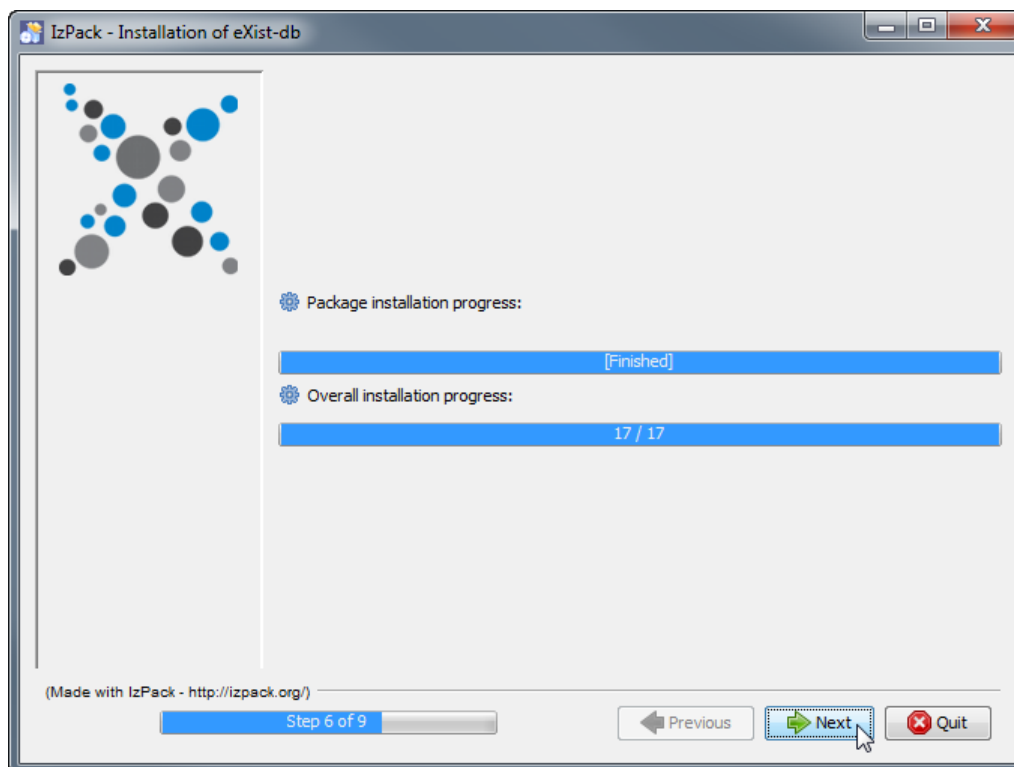 IzPack - Installation of eXist-db
Package installation progress:
[Finished]
Overall installation progress:
17 / 17
(Made with IzPack - http://izpack.org/)
Step 6 of 9
Previous
Next
Quit